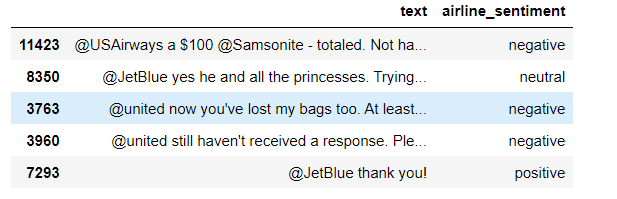 text airline_sentiment
11423 @USAirways a $100 @Samsonite - totaled. Not ha... negative
8350 @JetBlue yes he and all the princesses. Trying... neutral
3763 @united now you've lost my bags too. At least... negative
3960 @united still haven't received a response. Ple... negative
7293 @JetBlue thank you! positive